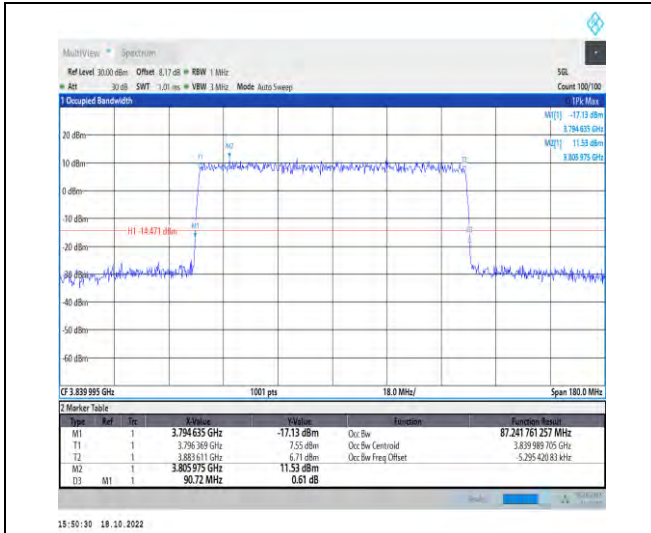 MultiView Spectrum
Ref Level 30.00 dBm Offset 8.17 dB RBW 1 MHz SGL
Att 30 dB SWT 1.01 ms VBW 3 MHz Mode Auto Sweep Count 100/100
1 Occupied Bandwidth 1Pk Max
M1[1] -17.13 dBm
3.794 635 GHz
M2[1] 11.53 dBm
3.805 975 GHz
20 dBm
M2
T1 T2
10 dBm
0 dBm
-10 dBm
M1
H1 -14.471 dBm
D3
-20 dBm
-30 dBm
-40 dBm
-50 dBm
-60 dBm
CF 3.839 995 GHz 1001 pts 18.0 MHz/ Span 180.0 MHz
2 Marker Table
Type Ref Trc X-Value Y-Value Function Function Result
M1 1 3.794 635 GHz -17.13 dBm Occ Bw 87.241 761 257 MHz
T1 1 3.796 369 GHz 7.55 dBm Occ Bw Centroid 3.839 989 705 GHz
T2 1 3.883 611 GHz 6.71 dBm Occ Bw Freq Offset -5.295 420 83 kHz
M2 1 3.805 975 GHz 11.53 dBm
D3 M1 1 90.72 MHz 0.61 dB
15:50:30 18.10.2022